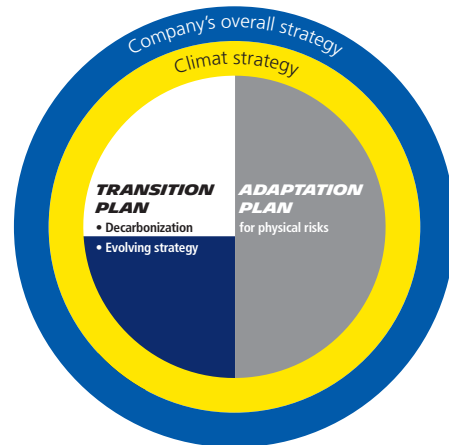 Company's overall strategy
Climat strategy
TRANSITION
PLAN
• Decarbonization
• Evolving strategy
ADAPTATION
PLAN
for physical risks